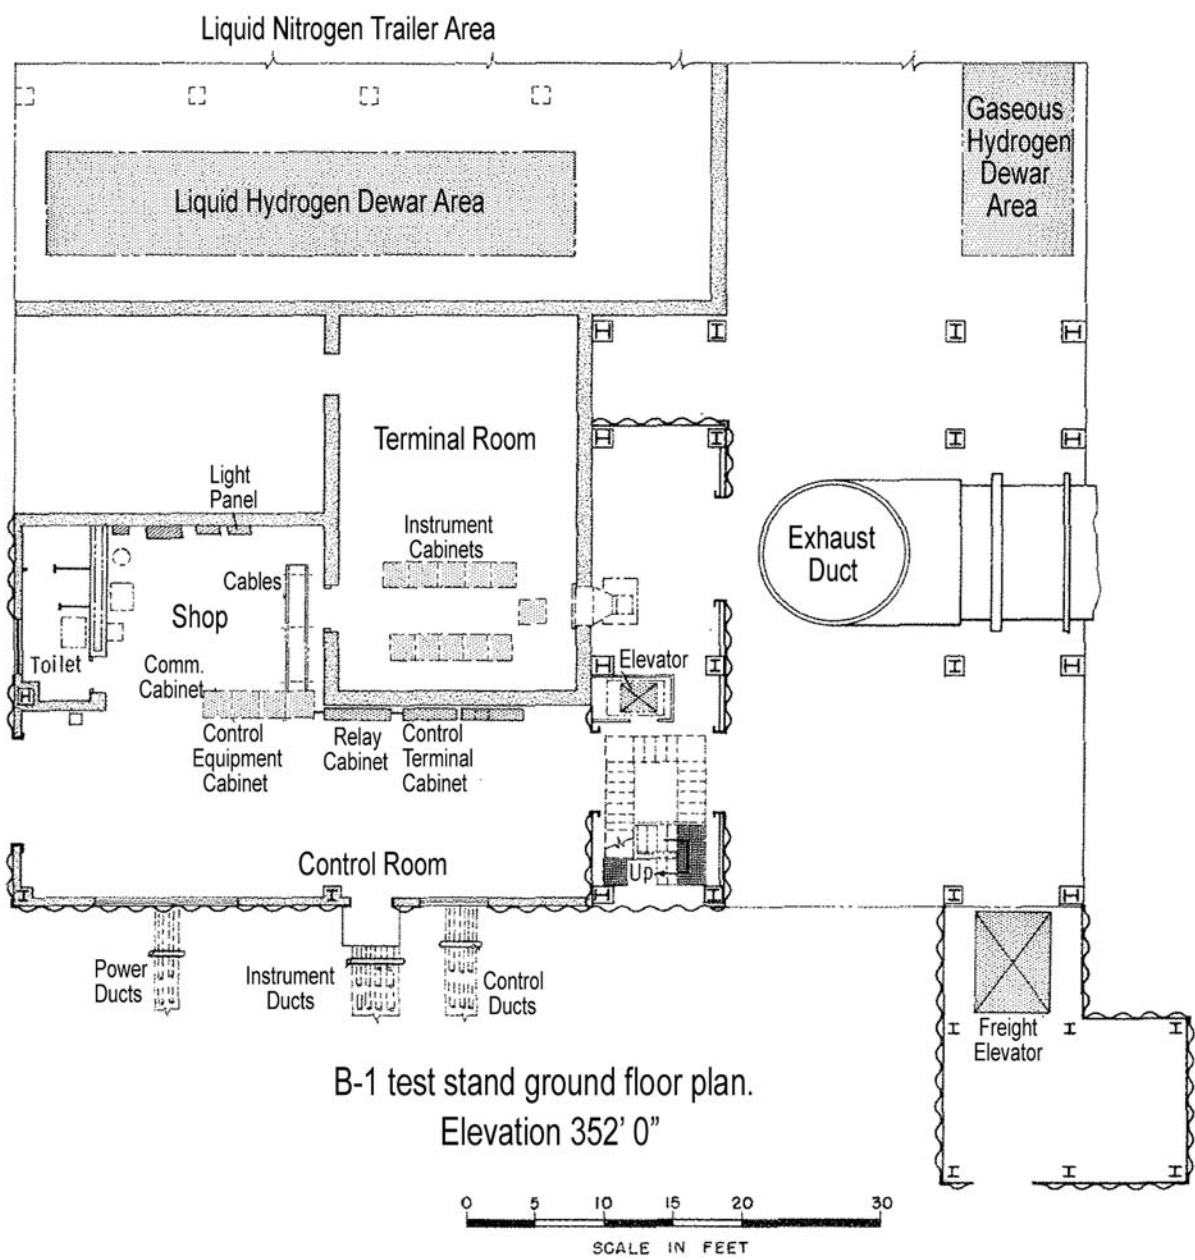 Liquid Nitrogen Trailer Area
Gaseous
Hydrogen
Dewar
Area
Liquid Hydrogen Dewar Area
Terminal Room
Light
Panel
Instrument
Cabinets
Exhaust
Duct
Cables
Shop
Toilet
Comm.
Cabinet
Elevator
Control
Equipment
Cabinet
Relay
Cabinet
Control
Terminal
Cabinet
Control Room
Up
Power
Ducts
Instrument
Ducts
Control
Ducts
Freight
Elevator
B-1 test stand ground floor plan.
Elevation 352' 0”
0 5 10 15 20 30
SCALE IN FEET